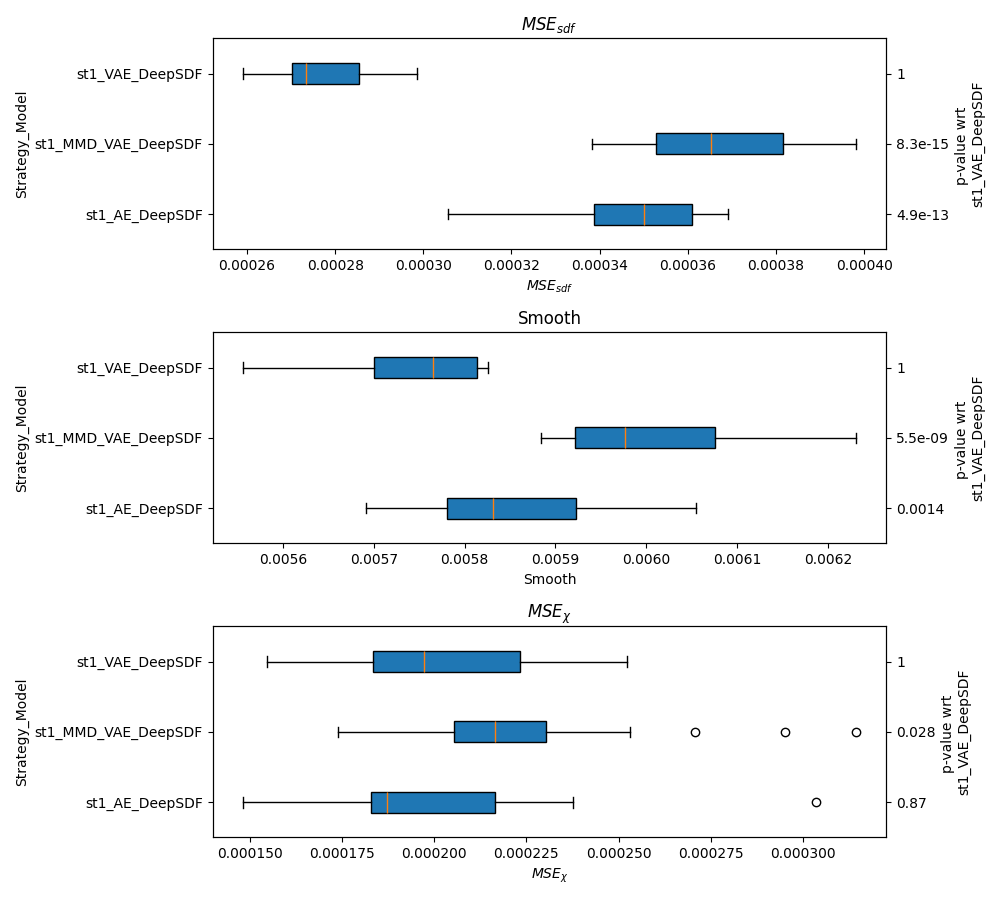 MSE_sdf
Strategy_Model
st1_VAE_DeepSDF
st1_MMD_VAE_DeepSDF
st1_AE_DeepSDF
1
8.3e-15
4.9e-13
p-value wrt
st1_VAE_DeepSDF
0.00026 0.00028 0.00030 0.00032 0.00034 0.00036 0.00038 0.00040
MSE_sdf
Smooth
Strategy_Model
st1_VAE_DeepSDF
st1_MMD_VAE_DeepSDF
st1_AE_DeepSDF
1
5.5e-09
0.0014
p-value wrt
st1_VAE_DeepSDF
0.0056 0.0057 0.0058 0.0059 0.0060 0.0061 0.0062
Smooth
MSE_χ
Strategy_Model
st1_VAE_DeepSDF
st1_MMD_VAE_DeepSDF
st1_AE_DeepSDF
1
0.028
0.87
p-value wrt
st1_VAE_DeepSDF
0.000150 0.000175 0.000200 0.000225 0.000250 0.000275 0.000300
MSE_χ